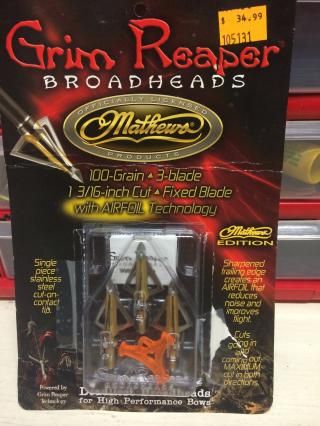 $ 34.99
105131
Grim Reaper
BROADHEADS
OFFICIALLY LICENSED
Mathews
PRODUCTS
100-Grain ▲ 3-blade
1 3/16-inch Cut ▲ Fixed Blade
with AIRFOIL Technology
Mathews
EDITION
Single
piece
stainless
steel
cut-on-
contact
tip.
Sharpened
trailing edge
creates an
AIRFOIL that
reduces
noise and
improves
flight.
Cuts
going in
and
coming out.
MAXIMUM
cut in both
directions.
Powered by
Grim Reaper
Technology
for High-Performance Bows